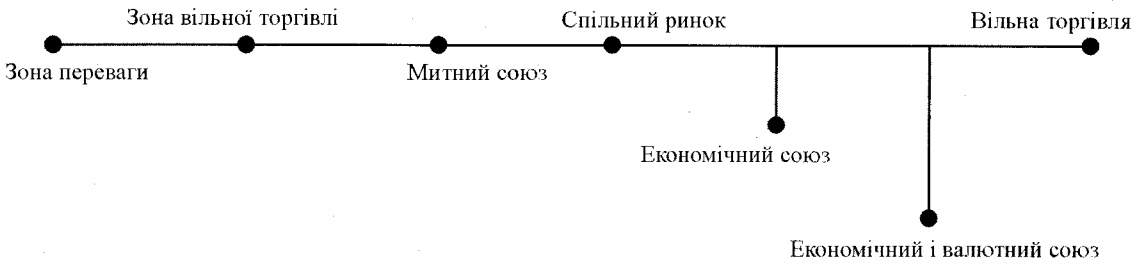 Зона вільної торгівлі
Спільний ринок
Вільна торгівля
Зона переваги
Митний союз
Економічний союз
Економічний і валютний союз